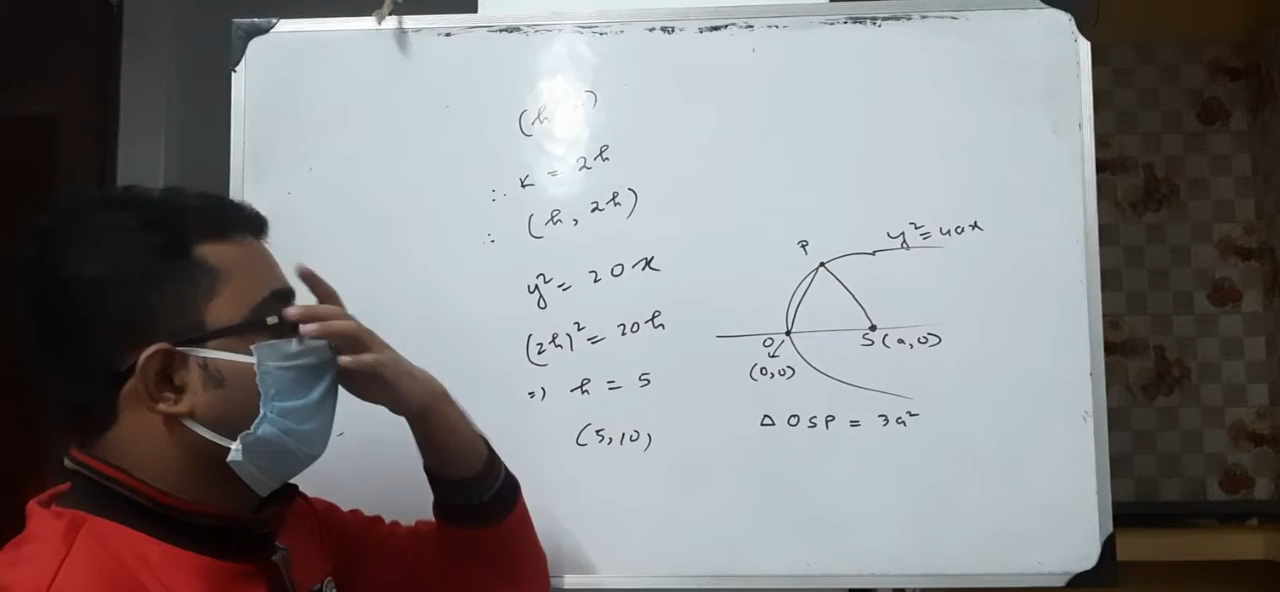 (h
∴ K = 2h
∴ (h, 2h)
y² = 20x
(2h)² = 20h
=) h = 5
(5,10)
P
y² = 4ax
O
S(a,0)
(0,0)
Δ OSP = 3a²